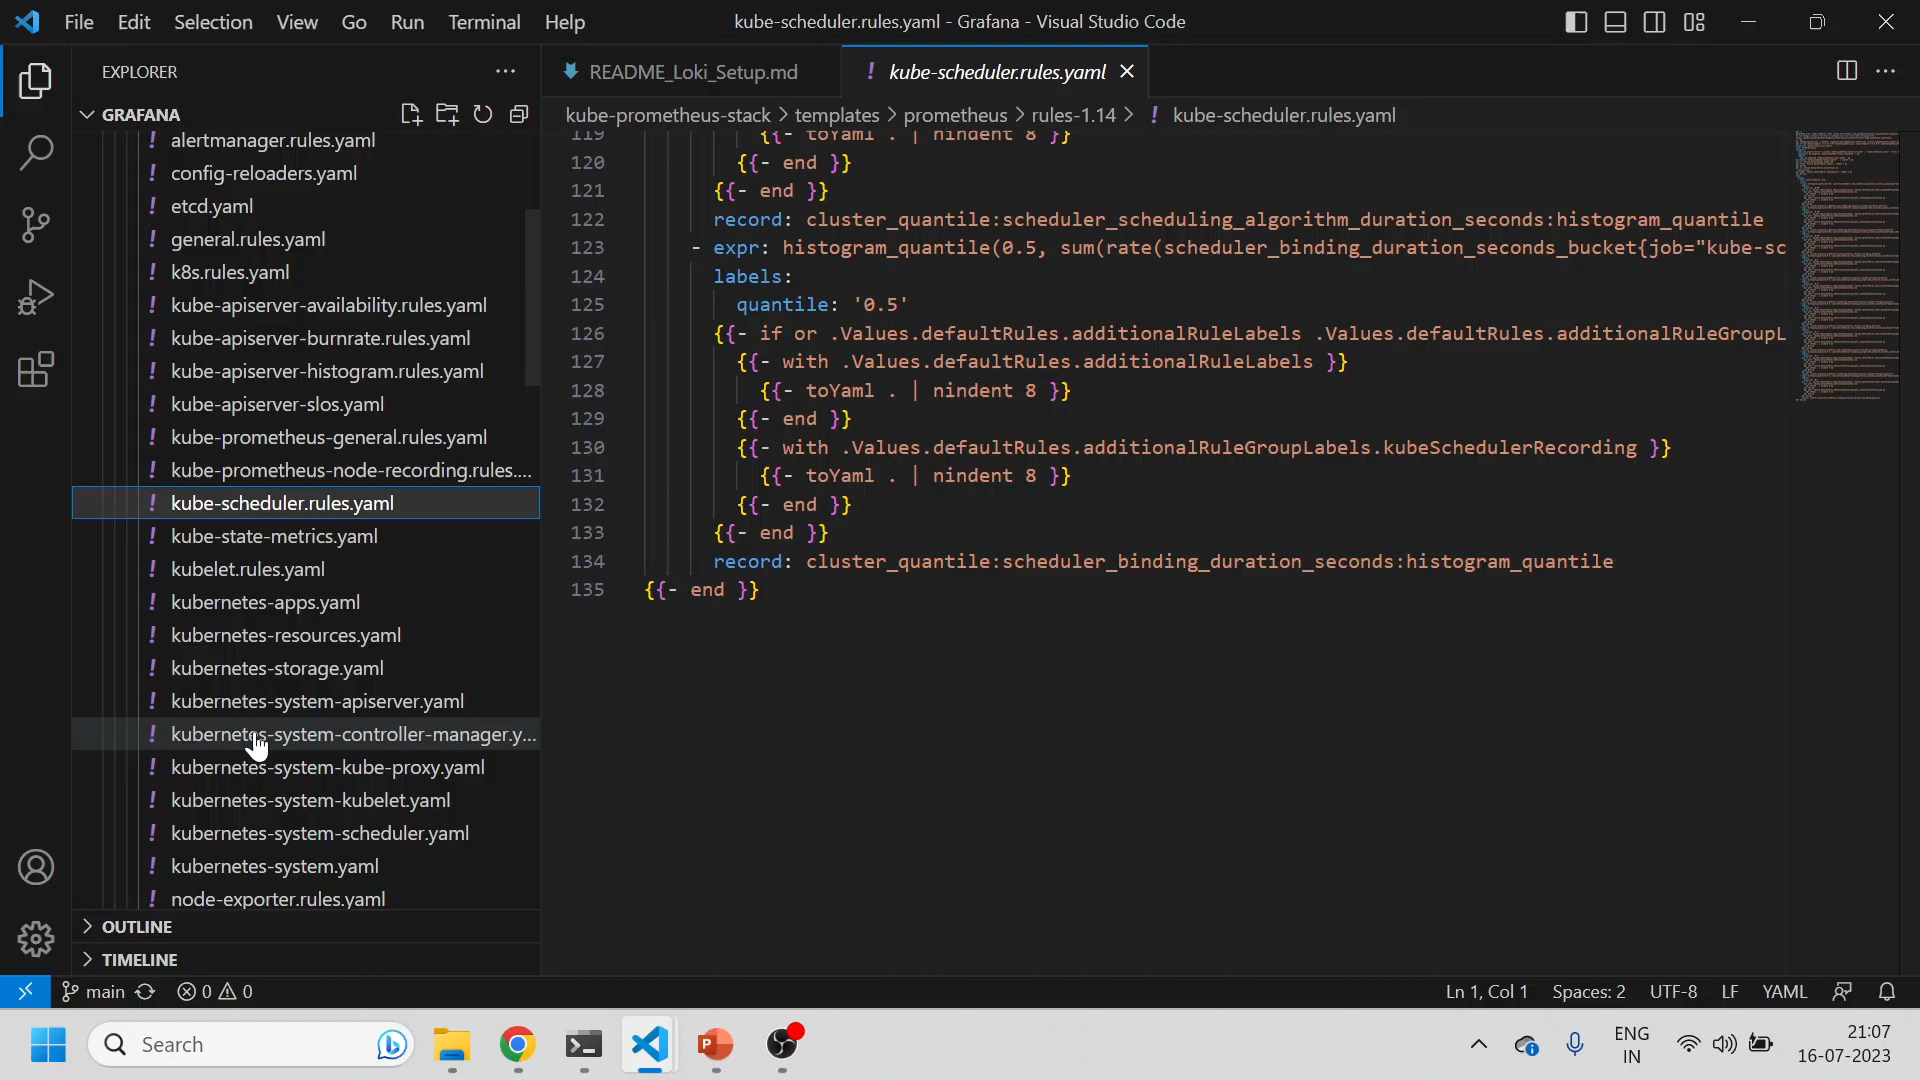 File Edit Selection View Go Run Terminal Help
kube-scheduler.rules.yaml - Grafana - Visual Studio Code
EXPLORER
GRAFANA
alertmanager.rules.yaml
config-reloaders.yaml
etcd.yaml
general.rules.yaml
k8s.rules.yaml
kube-apiserver-availability.rules.yaml
kube-apiserver-burnrate.rules.yaml
kube-apiserver-histogram.rules.yaml
kube-apiserver-slos.yaml
kube-prometheus-general.rules.yaml
kube-prometheus-node-recording.rules....
kube-scheduler.rules.yaml
kube-state-metrics.yaml
kubelet.rules.yaml
kubernetes-apps.yaml
kubernetes-resources.yaml
kubernetes-storage.yaml
kubernetes-system-apiserver.yaml
kubernetes-system-controller-manager.y...
kubernetes-system-kube-proxy.yaml
kubernetes-system-kubelet.yaml
kubernetes-system-scheduler.yaml
kubernetes-system.yaml
node-exporter.rules.yaml
OUTLINE
TIMELINE
README_Loki_Setup.md
kube-scheduler.rules.yaml
kube-prometheus-stack > templates > prometheus > rules-1.14 > ! kube-scheduler.rules.yaml
119 {{- toYaml . | nindent 8 }}
120 {{- end }}
121 {{- end }}
122 record: cluster_quantile:scheduler_scheduling_algorithm_duration_seconds:histogram_quantile
123 - expr: histogram_quantile(0.5, sum(rate(scheduler_binding_duration_seconds_bucket{job="kube-sc
124 labels:
125 quantile: '0.5'
126 {{- if or .Values.defaultRules.additionalRuleLabels .Values.defaultRules.additionalRuleGroupL
127 {{- with .Values.defaultRules.additionalRuleLabels }}
128 {{- toYaml . | nindent 8 }}
129 {{- end }}
130 {{- with .Values.defaultRules.additionalRuleGroupLabels.kubeSchedulerRecording }}
131 {{- toYaml . | nindent 8 }}
132 {{- end }}
133 {{- end }}
134 record: cluster_quantile:scheduler_binding_duration_seconds:histogram_quantile
135 {{- end }}
main 0 0
Ln 1, Col 1 Spaces: 2 UTF-8 LF YAML
Search
ENG
IN
21:07
16-07-2023